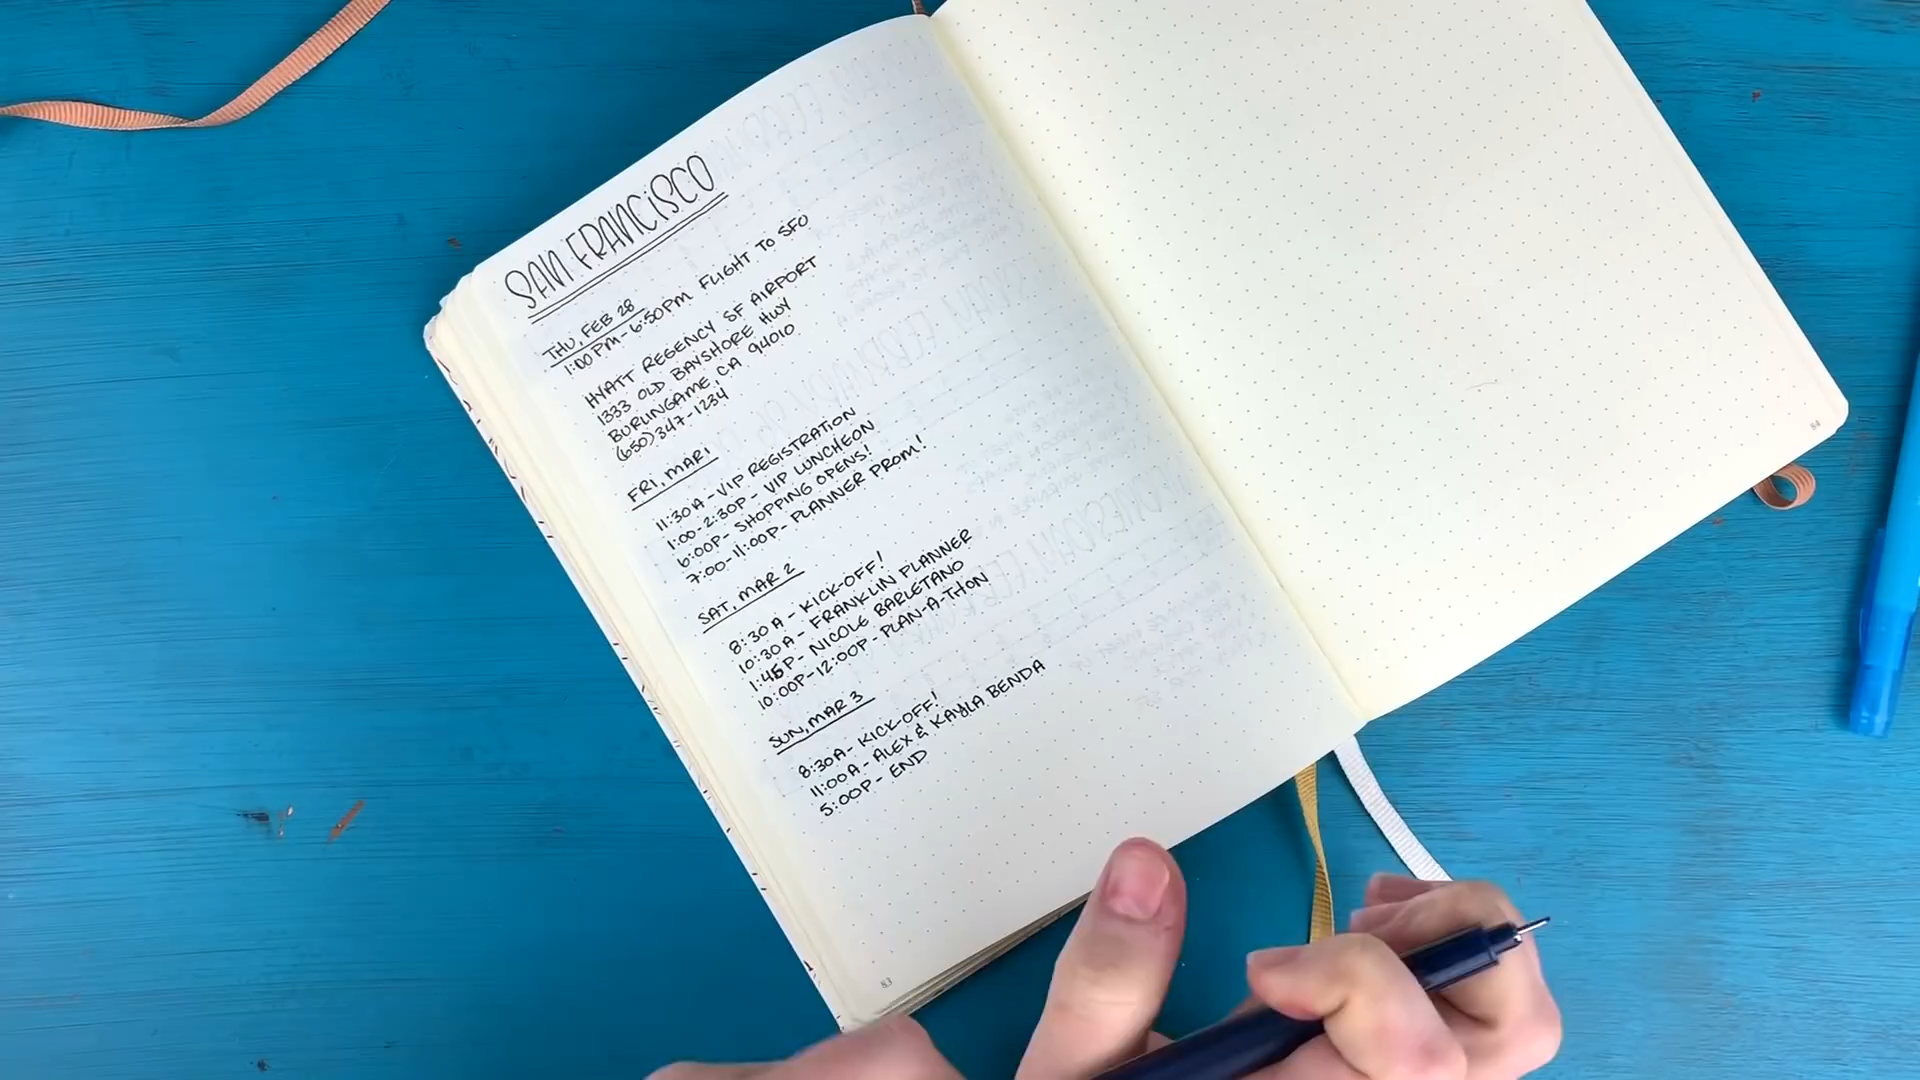 SAN FRANCISCO
THU, FEB 28
1:00PM-6:50PM FLIGHT TO SFO
HYATT REGENCY SF AIRPORT
1333 OLD BAYSHORE HWY
BURLINGAME, CA 94010
(650)347-1234
FRI, MAR 1
11:30A-VIP REGISTRATION
1:00-2:30P- VIP LUNCHEON
6:00P- SHOPPING OPENS!
7:00-11:00P- PLANNER PROM!
SAT, MAR 2
8:30A- KICK-OFF!
10:30A- FRANKLIN PLANNER
1:45P- NICOLE BARLETANO
10:00P-12:00P- PLAN-A-THON
SUN, MAR 3
8:30A- KICK-OFF!
11:00A- ALEX & KAYLA BENDA
5:00P- END
83
84